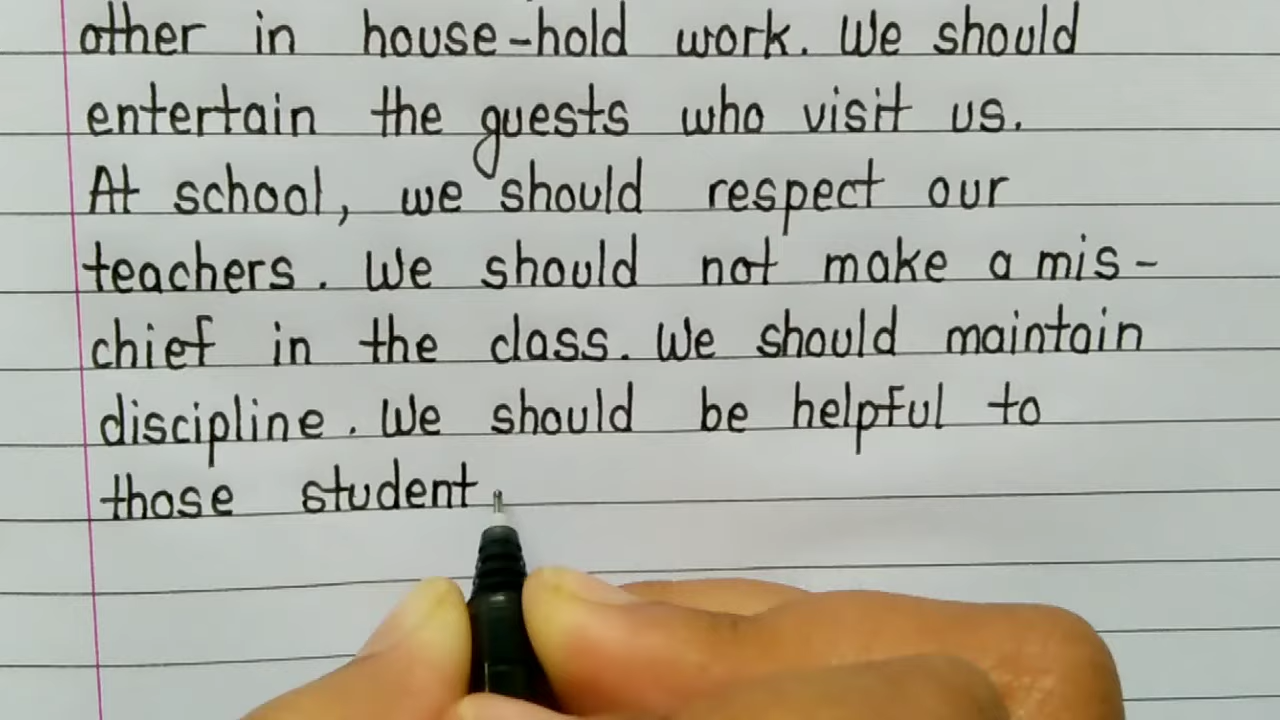 other in house-hold work. We should
entertain the guests who visit us.
At school, we should respect our
teachers. We should not make a mis-
chief in the class. We should maintain
discipline. We should be helpful to
those student